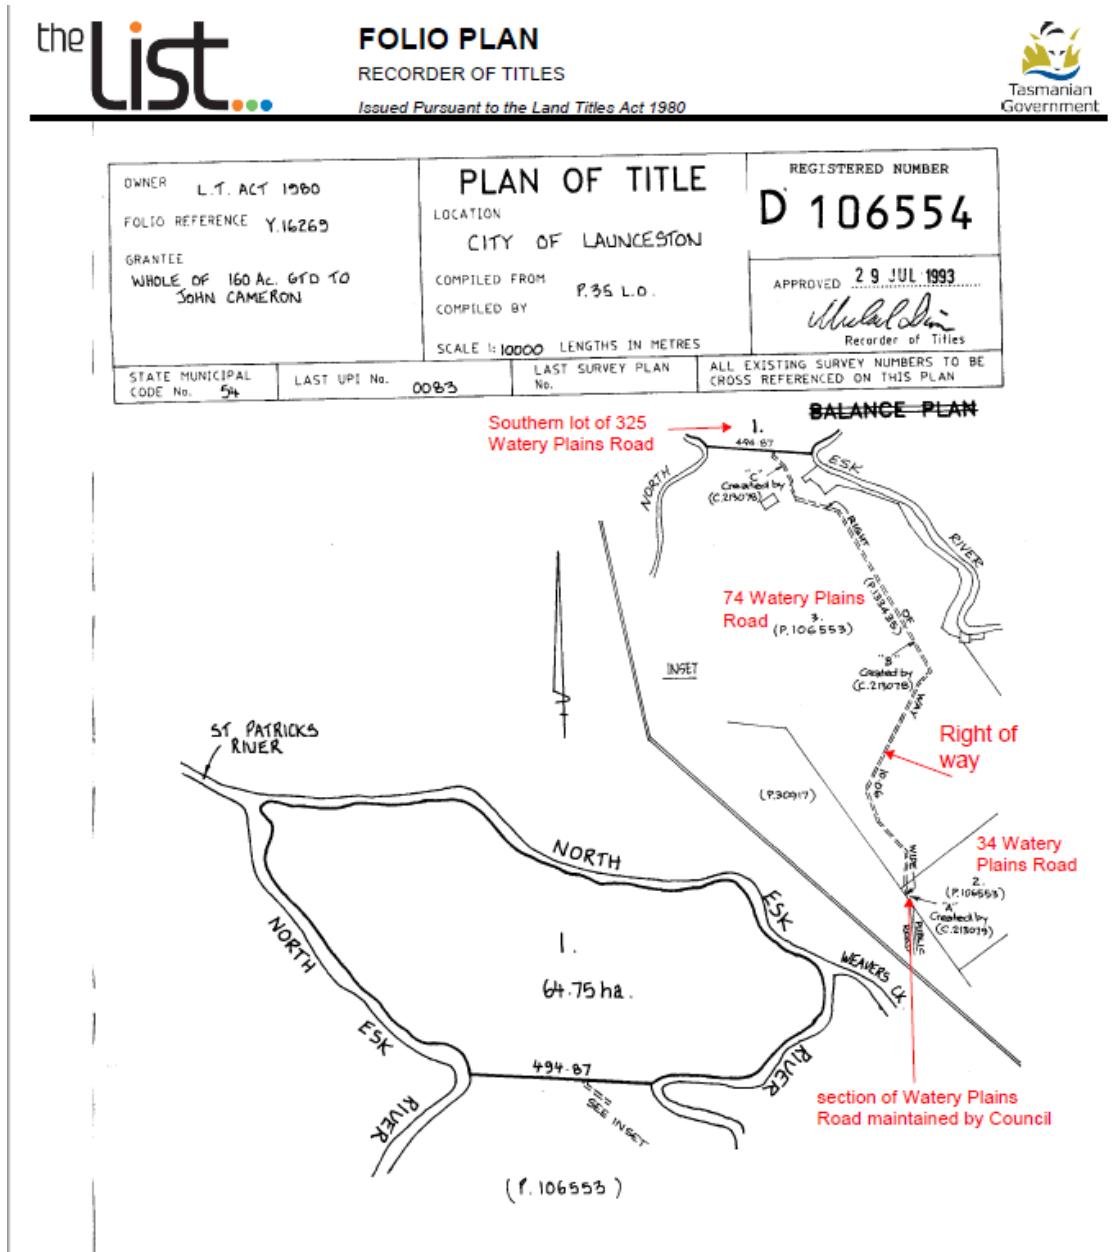 the List...
FOLIO PLAN
RECORDER OF TITLES
Issued Pursuant to the Land Titles Act 1980
Tasmanian
Government
OWNER L.T. ACT 1980
FOLIO REFERENCE Y.16269
GRANTEE
WHOLE OF 160 Ac. GTD TO
JOHN CAMERON
PLAN OF TITLE
LOCATION
CITY OF LAUNCESTON
COMPILED FROM P.35 L.O.
COMPILED BY
SCALE 1: 10000 LENGTHS IN METRES
REGISTERED NUMBER
D 106554
APPROVED 29 JUL 1993
Recorder of Titles
STATE MUNICIPAL
CODE No. 54
LAST UPI No. 0083
LAST SURVEY PLAN
No.
ALL EXISTING SURVEY NUMBERS TO BE
CROSS REFERENCED ON THIS PLAN
BALANCE PLAN
Southern lot of 325
Watery Plains Road
1.
494.87
NORTH
ESK
RIVER
"C"
Created by
(C.213078)
RIGHT
OF
WAY
(P.133435)
74 Watery Plains
Road
3.
(P.106553)
INSET
"B"
Created by
(C.213078)
Right of
way
10.06
WIDE
(P.30917)
34 Watery
Plains Road
2.
(P.106553)
"A"
Created by
(C.213079)
PUBLIC
ROAD
ST. PATRICKS
RIVER
NORTH
ESK
WEAVERS CK.
RIVER
NORTH
ESK
RIVER
1.
64.75 ha.
494.87
SEE INSET
section of Watery Plains
Road maintained by Council
(P.106553)